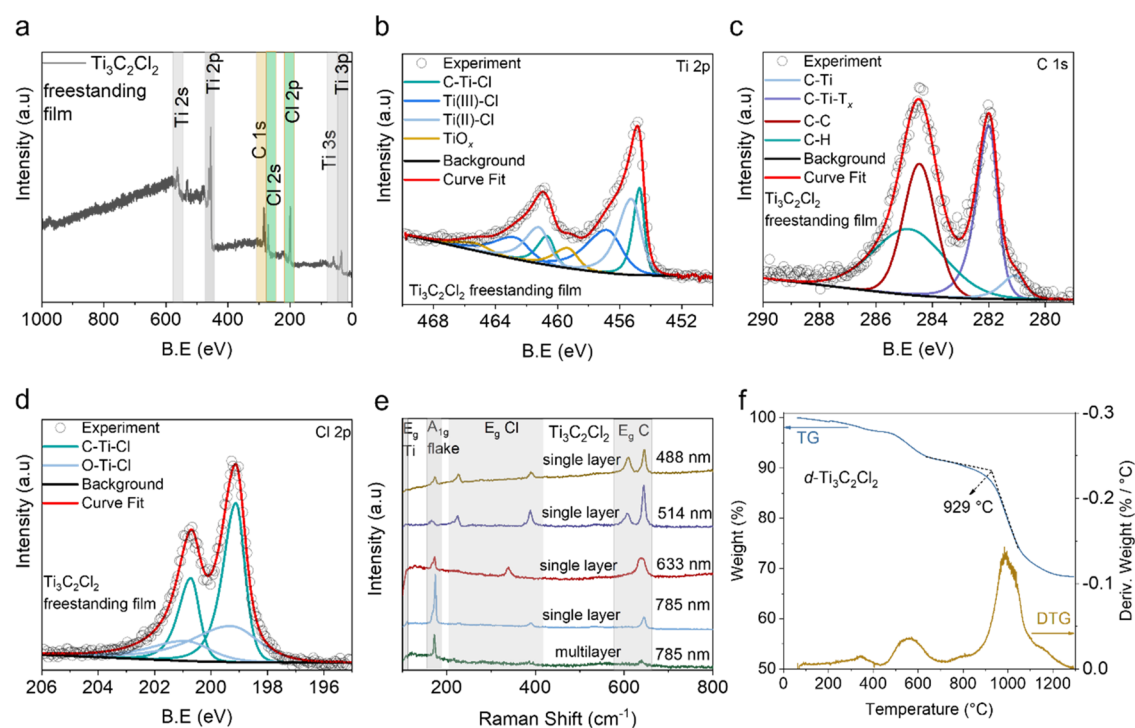 a
Ti₃C₂Cl₂
freestanding
film
Ti 2s
Ti 2p
C 1s
Cl 2s
Cl 2p
Ti 3s
Ti 3p
Intensity (a.u)
1000 800 600 400 200 0
B.E (eV)
b
Ti 2p
Experiment
C-Ti-Cl
Ti(III)-Cl
Ti(II)-Cl
TiOₓ
Background
Curve Fit
Ti₃C₂Cl₂ freestanding film
Intensity (a.u)
468 464 460 456 452
B.E (eV)
c
C 1s
Experiment
C-Ti
C-Ti-Tₓ
C-C
C-H
Background
Curve Fit
Ti₃C₂Cl₂
freestanding film
Intensity (a.u)
290 288 286 284 282 280
B.E (eV)
d
Cl 2p
Experiment
C-Ti-Cl
O-Ti-Cl
Background
Curve Fit
Ti₃C₂Cl₂
freestanding film
Intensity (a.u)
206 204 202 200 198 196
B.E (eV)
e
E_g
Ti
A₁g
flake
E_g Cl
Ti₃C₂Cl₂
E_g C
single layer 488 nm
single layer 514 nm
single layer 633 nm
single layer 785 nm
multilayer 785 nm
Intensity (a.u)
200 400 600 800
Raman Shift (cm⁻¹)
f
TG
d-Ti₃C₂Cl₂
929 °C
DTG
Weight (%)
100
90
80
70
60
50
-0.3
-0.2
-0.1
0.0
Deriv. Weight (% / °C)
0 200 400 600 800 1000 1200
Temperature (°C)